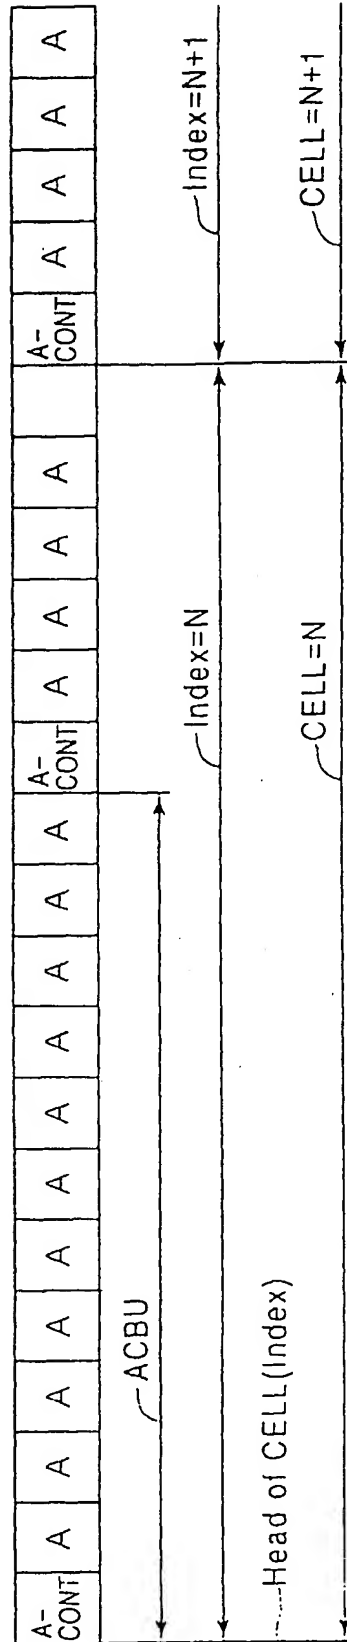 A-
CONT
A
A
A
A
A
A
A
A
A
A
A
A-
CONT
A
A
A
A
A-
CONT
A
A
A
A
ACBU
Index=N
Index=N+1
Head of CELL(Index)
CELL=N
CELL=N+1